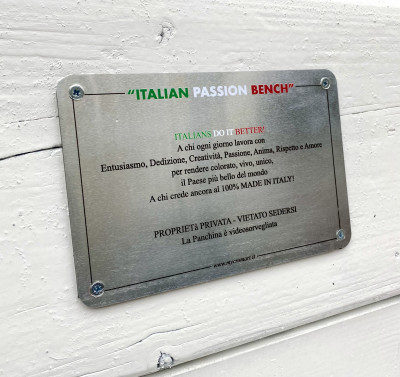 "ITALIAN PASSION BENCH"
ITALIANS DO IT BETTER!
A chi ogni giorno lavora con
Entusiasmo, Dedizione, Creatività, Passione, Anima, Rispetto e Amore
per rendere colorato, vivo, unico,
il Paese più bello del mondo
A chi crede ancora al 100% MADE IN ITALY!
PROPRIETà PRIVATA - VIETATO SEDERSI
La Panchina è videosorvegliata